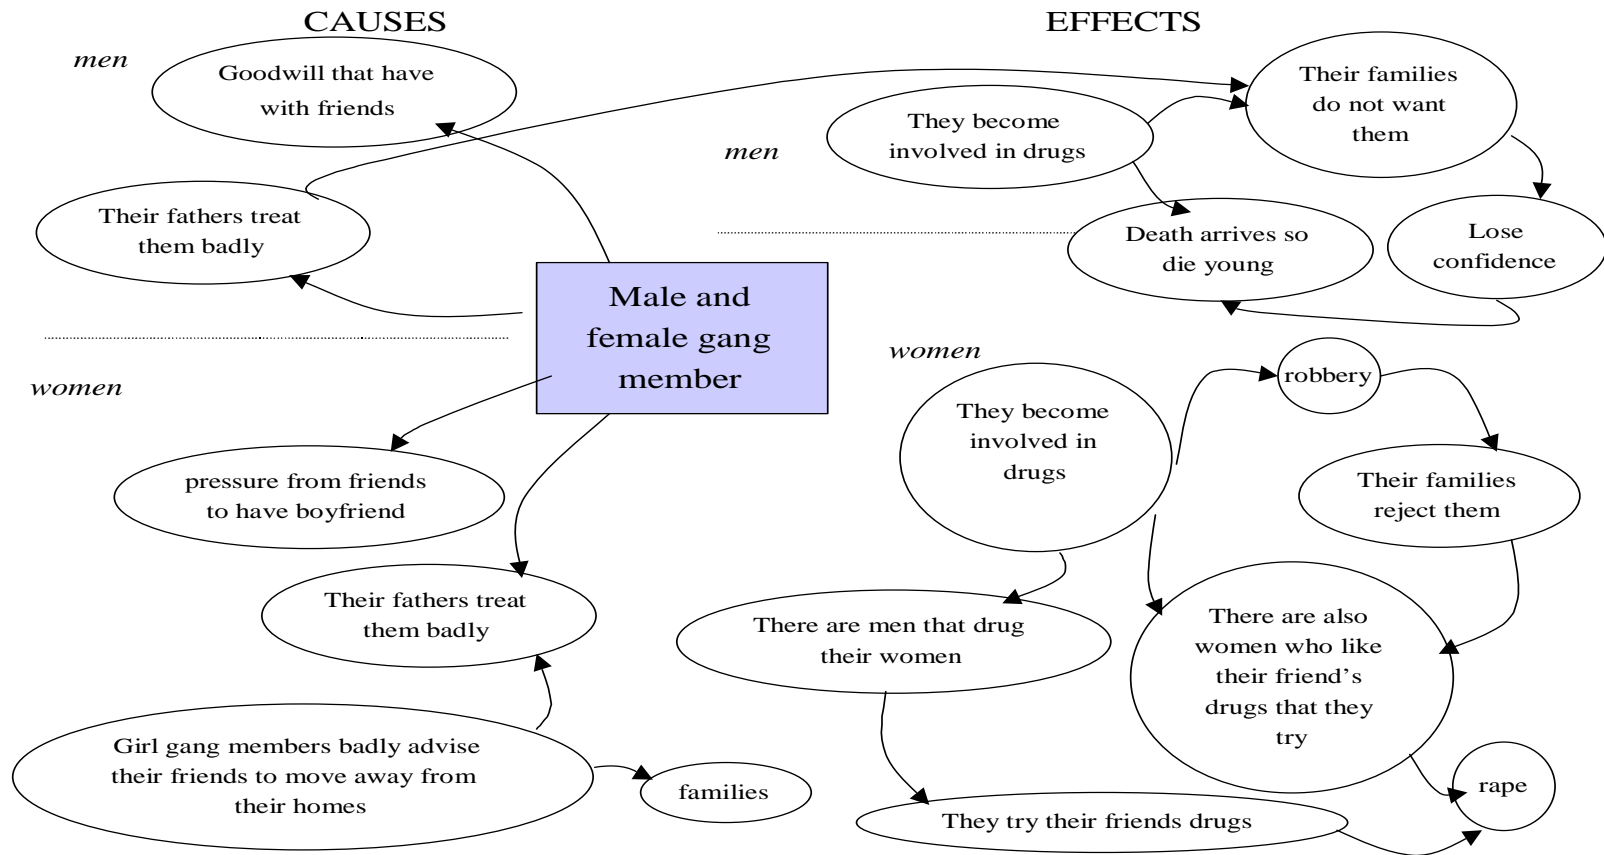 CAUSES
men
Goodwill that have
with friends
Their fathers treat
them badly
Male and
female gang
member
women
pressure from friends
to have boyfriend
Their fathers treat
them badly
Girl gang members badly advise
their friends to move away from
their homes
families
EFFECTS
men
They become
involved in drugs
Their families
do not want
them
Death arrives so
die young
Lose
confidence
women
They become
involved in
drugs
robbery
Their families
reject them
There are men that drug
their women
There are also
women who like
their friend’s
drugs that they
try
They try their friends drugs
rape